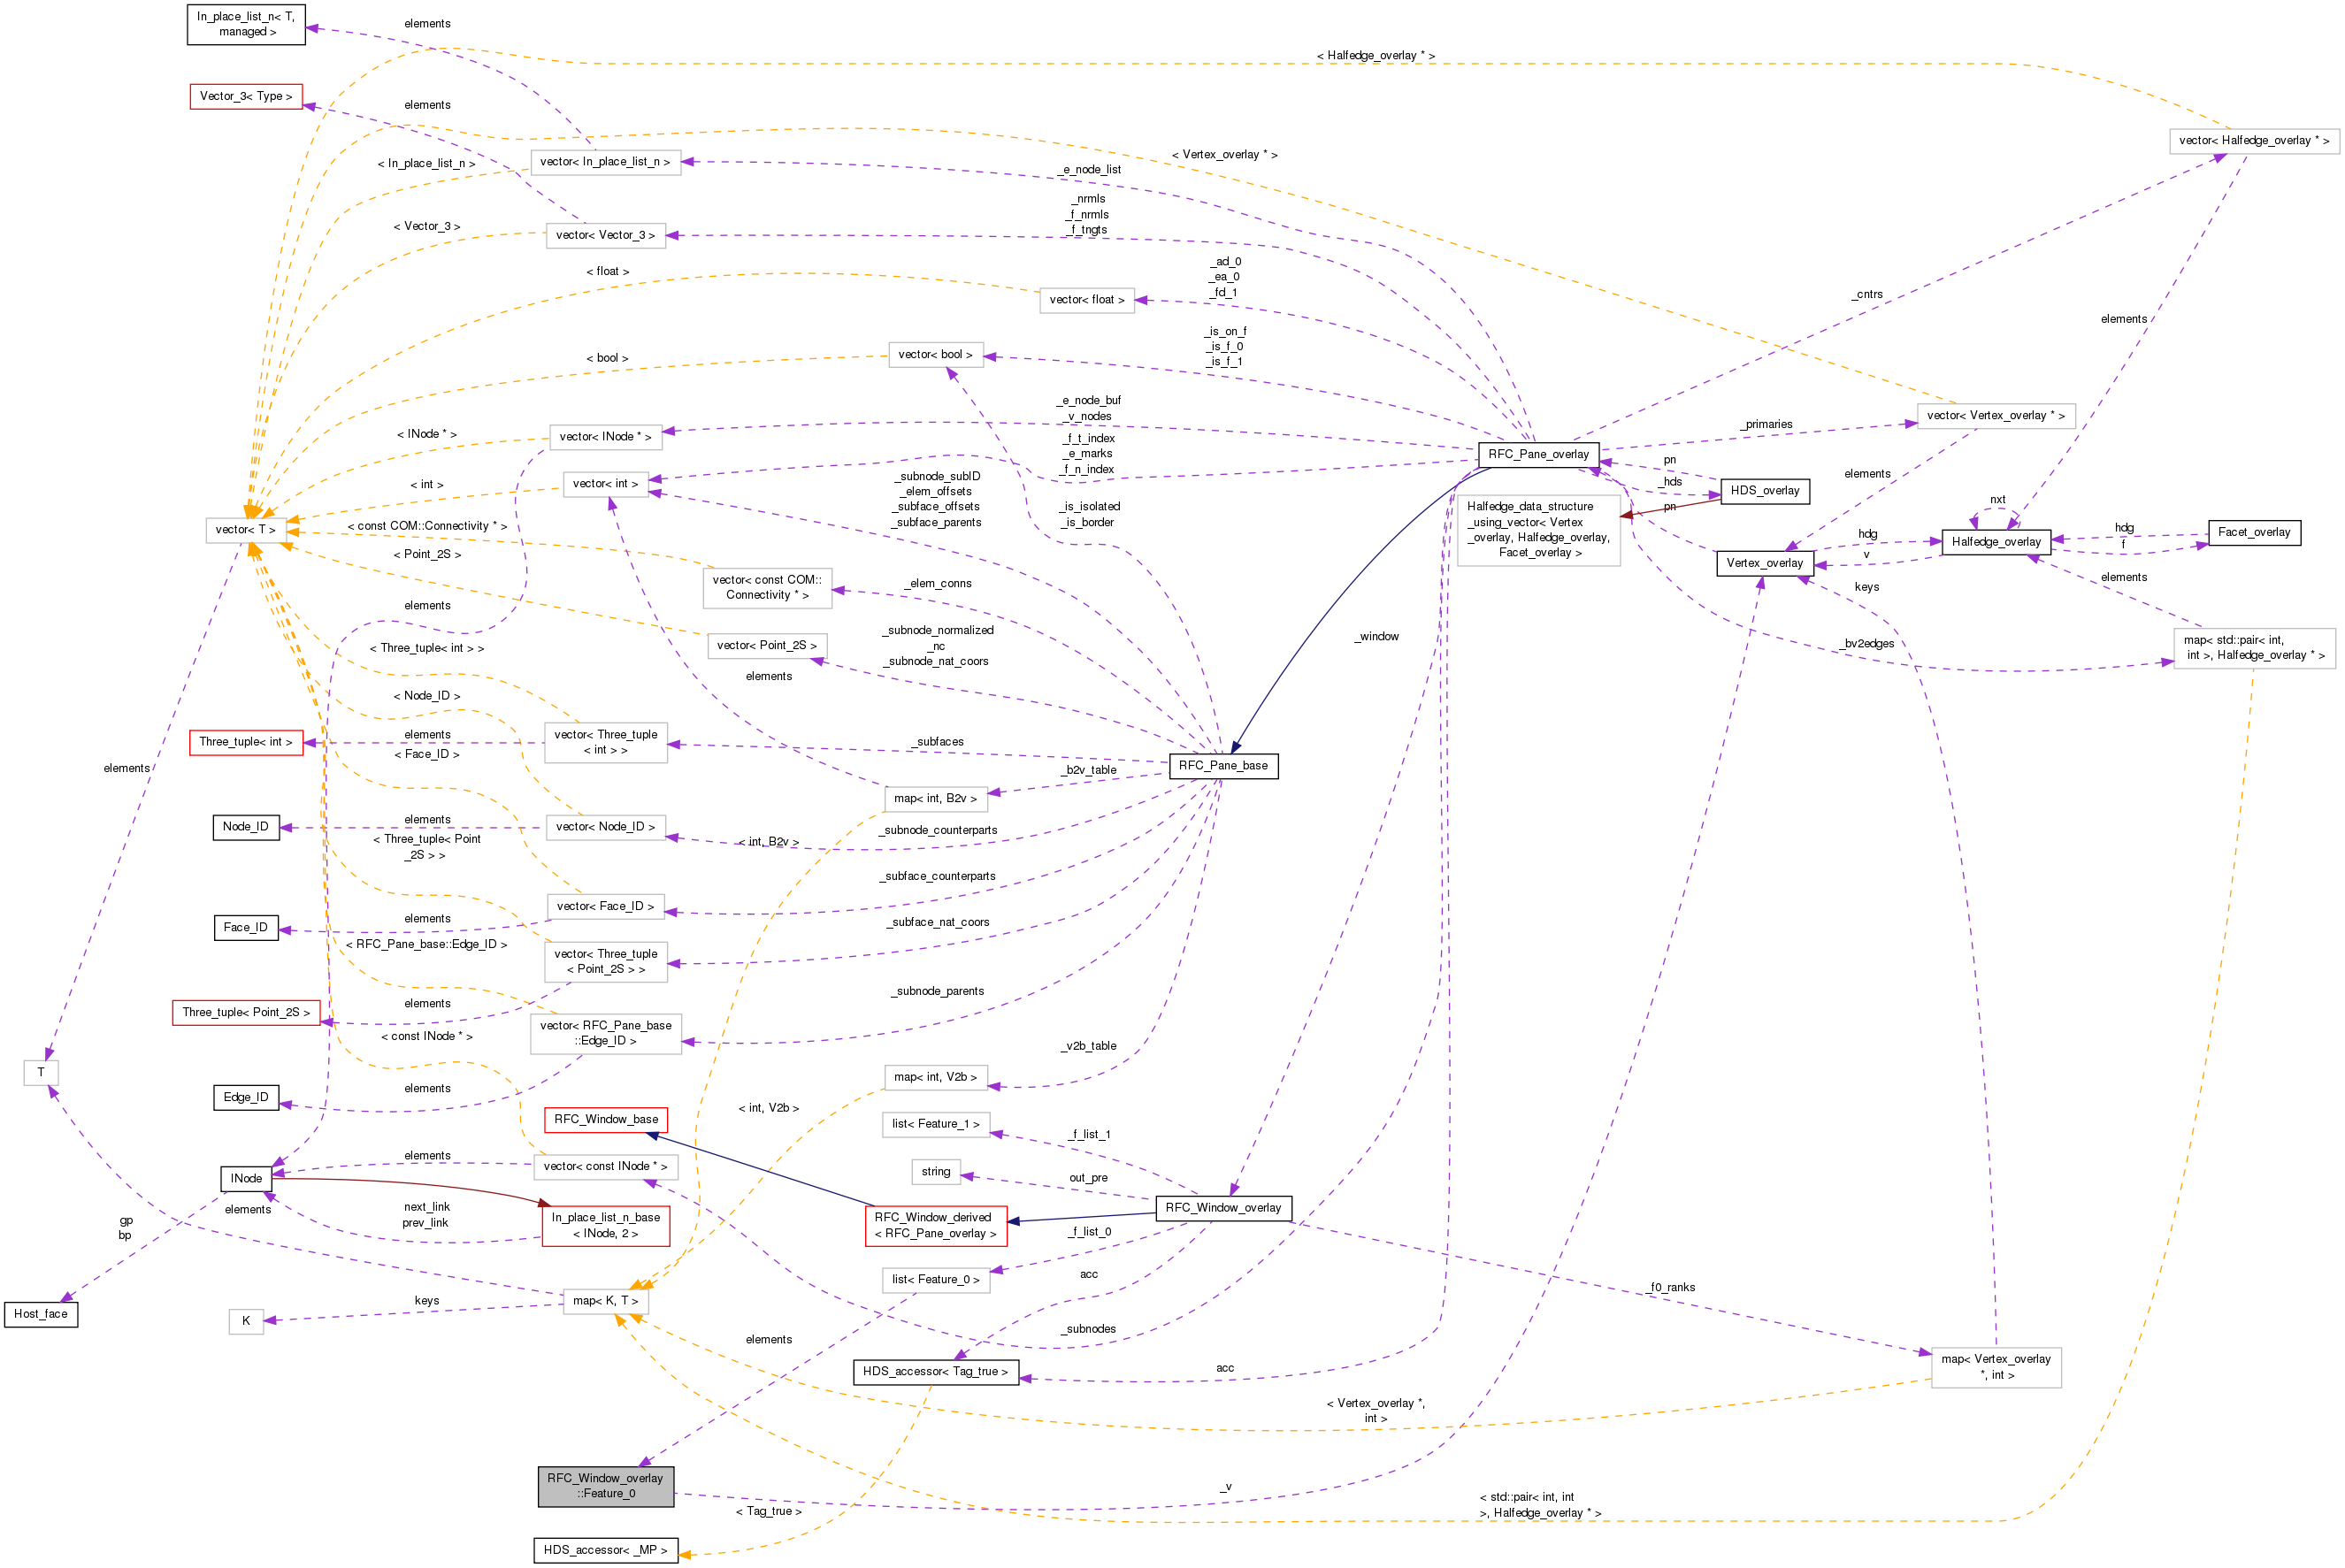 In_place_list_n< T,
managed >
elements
< Halfedge_overlay * >
Vector_3< Type >
elements
vector< Halfedge_overlay * >
< In_place_list_n >
vector< In_place_list_n >
< Vertex_overlay * >
_e_node_list
_nrmls
_f_nrmls
_f_tngts
< Vector_3 >
vector< Vector_3 >
< float >
vector< float >
_ad_0
_ea_0
_fd_1
_cntrs
elements
< bool >
vector< bool >
_is_on_f
_is_f_0
_is_f_1
_e_node_buf
_v_nodes
< INode * >
vector< INode * >
_f_t_index
_e_marks
_f_n_index
RFC_Pane_overlay
_primaries
vector< Vertex_overlay * >
elements
pn
_hds
HDS_overlay
pn
< int >
vector< int >
_subnode_subID
_elem_offsets
_subface_offsets
_subface_parents
_is_isolated
_is_border
Halfedge_data_structure
_using_vector< Vertex
_overlay, Halfedge_overlay,
Facet_overlay >
nxt
hdg
v
Halfedge_overlay
hdg
f
Facet_overlay
Vertex_overlay
keys
elements
vector< T >
< const COM::Connectivity * >
< Point_2S >
vector< const COM::
Connectivity * >
_elem_conns
elements
vector< Point_2S >
_subnode_normalized
_nc
_subnode_nat_coors
_window
_bv2edges
map< std::pair< int,
int >, Halfedge_overlay * >
< Three_tuple< int > >
elements
< Node_ID >
Three_tuple< int >
elements
< Face_ID >
vector< Three_tuple
< int > >
_subfaces
RFC_Pane_base
elements
_b2v_table
map< int, B2v >
Node_ID
elements
vector< Node_ID >
_subnode_counterparts
< Three_tuple< Point
_2S > >
< int, B2v >
_subface_counterparts
Face_ID
elements
vector< Face_ID >
_subface_nat_coors
< RFC_Pane_base::Edge_ID >
vector< Three_tuple
< Point_2S > >
Three_tuple< Point_2S >
elements
_subnode_parents
< const INode * >
vector< RFC_Pane_base
::Edge_ID >
_v2b_table
T
Edge_ID
elements
map< int, V2b >
< int, V2b >
RFC_Window_base
list< Feature_1 >
_f_list_1
string
out_pre
INode
elements
vector< const INode * >
gp
bp
elements
next_link
prev_link
In_place_list_n_base
< INode, 2 >
RFC_Window_derived
< RFC_Pane_overlay >
RFC_Window_overlay
_f_list_0
list< Feature_0 >
acc
_f0_ranks
Host_face
K
keys
map< K, T >
elements
_subnodes
HDS_accessor< Tag_true >
acc
map< Vertex_overlay
*, int >
< Vertex_overlay *,
int >
RFC_Window_overlay
::Feature_0
_v
< std::pair< int, int
>, Halfedge_overlay * >
< Tag_true >
HDS_accessor< _MP >